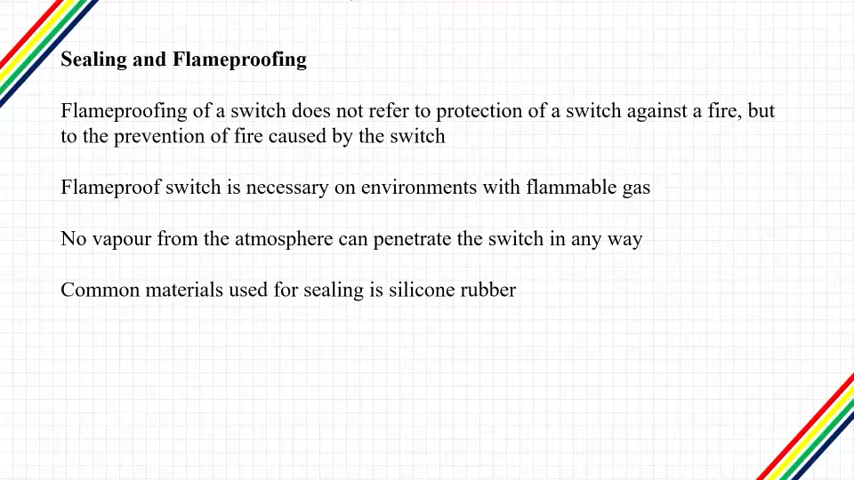 Sealing and Flameproofing
Flameproofing of a switch does not refer to protection of a switch against a fire, but
to the prevention of fire caused by the switch
Flameproof switch is necessary on environments with flammable gas
No vapour from the atmosphere can penetrate the switch in any way
Common materials used for sealing is silicone rubber